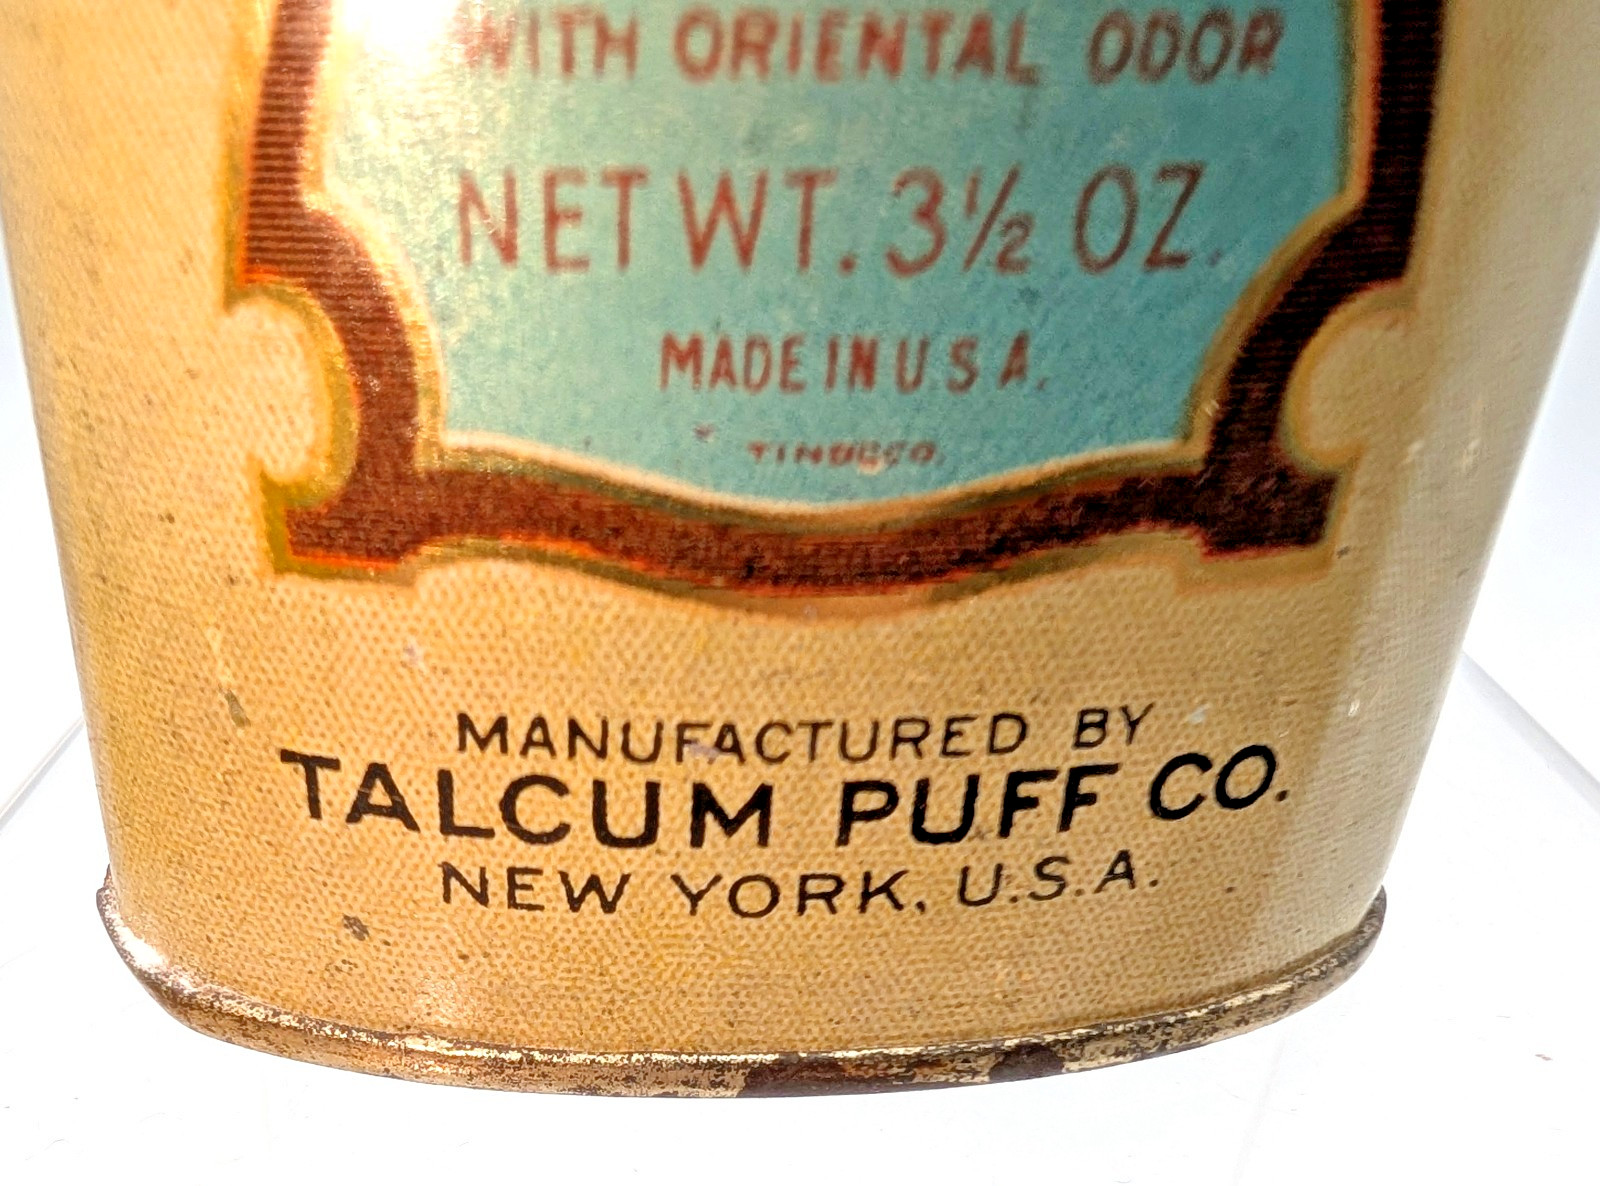 WITH ORIENTAL ODOR
NET WT. 3½ OZ.
MADE IN U S A.
TINDECO.
MANUFACTURED BY
TALCUM PUFF CO.
NEW YORK, U.S.A.